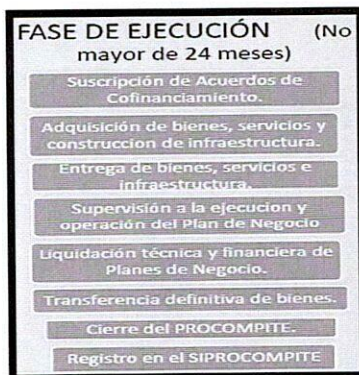 FASE DE EJECUCIÓN (No
mayor de 24 meses)
Suscripción de Acuerdos de
Cofinanciamiento.
Adquisición de bienes, servicios y
construccion de infraestructura.
Entrega de bienes, servicios e
infraestructura.
Supervisión a la ejecucion y
operación del Plan de Negocio
Liquidación técnica y financiera de
Planes de Negocio.
Transferencia definitiva de bienes.
Cierre del PROCOMPITE.
Registro en el SIPROCOMPITE